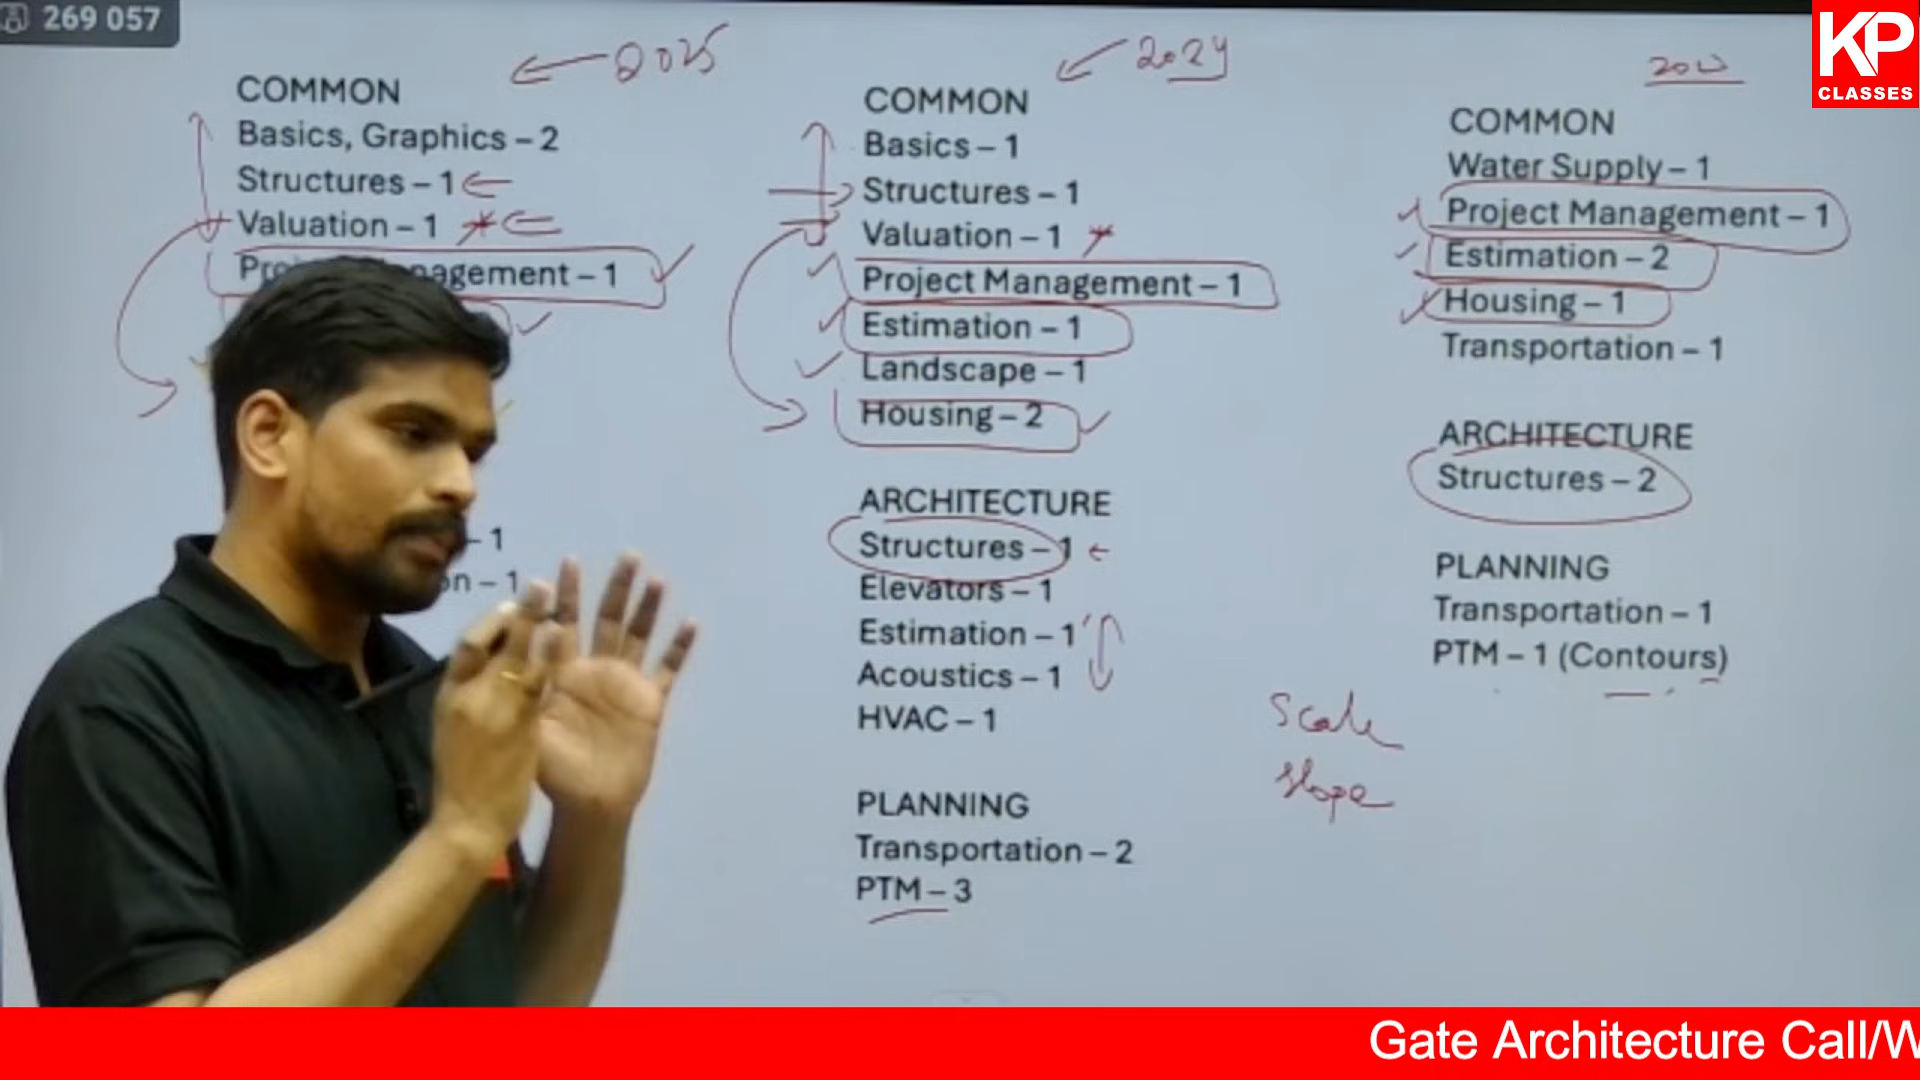 269 057
KP
CLASSES
2025
COMMON
Basics, Graphics – 2
Structures – 1
Valuation – 1
agement – 1
– 1
on – 1
2024
COMMON
Basics – 1
Structures – 1
Valuation – 1
Project Management – 1
Estimation – 1
Landscape – 1
Housing – 2
ARCHITECTURE
Structures – 1
Elevators – 1
Estimation – 1
Acoustics – 1
HVAC – 1
PLANNING
Transportation – 2
PTM – 3
COMMON
Water Supply – 1
Project Management – 1
Estimation – 2
Housing – 1
Transportation – 1
ARCHITECTURE
Structures – 2
PLANNING
Transportation – 1
PTM – 1 (Contours)
Scale
slope
Gate Architecture Call/W